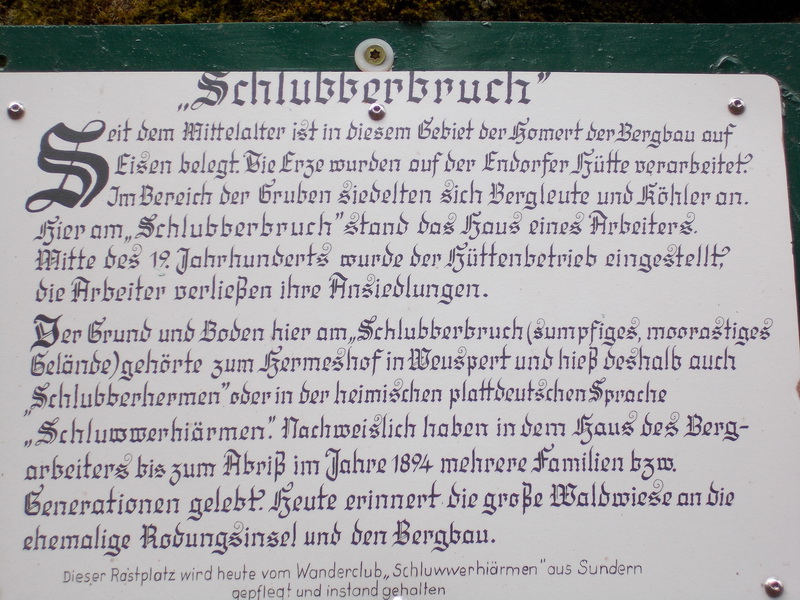 „Schlubberbruch"
Seit dem Mittelalter ist in diesem Gebiet der Homert der Bergbau auf
Eisen belegt. Die Erze wurden auf der Endorfer Hütte verarbeitet.
Im Bereich der Gruben siedelten sich Bergleute und Köhler an.
Hier am „Schlubberbruch" stand das Haus eines Arbeiters.
Mitte des 19. Jahrhunderts wurde der Hüttenbetrieb eingestellt,
die Arbeiter verließen ihre Ansiedlungen.
Der Grund und Boden hier am „Schlubberbruch (sumpfiges, moorastiges
Gelände) gehörte zum Hermeshof in Weuspert und hieß deshalb auch
„Schlubberhermen" oder in der heimischen plattdeutschen Sprache
„Schluwwerhiärmen". Nachweislich haben in dem Haus des Berg-
arbeiters bis zum Abriß im Jahre 1894 mehrere Familien bzw.
Generationen gelebt. Heute erinnert die große Waldwiese an die
ehemalige Rodungsinsel und den Bergbau.
Dieser Rastplatz wird heute vom Wanderclub „Schluwwerhiärmen" aus Sundern
gepflegt und instand gehalten